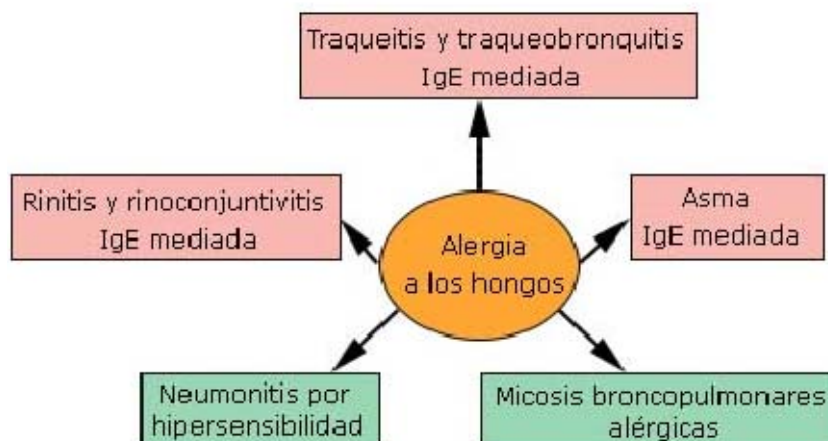 Traqueitis y traqueobronquitis
IgE mediada
Rinitis y rinoconjuntivitis
IgE mediada
Asma
IgE mediada
Alergia
a los hongos
Neumonitis por
hipersensibilidad
Micosis broncopulmonares
alérgicas